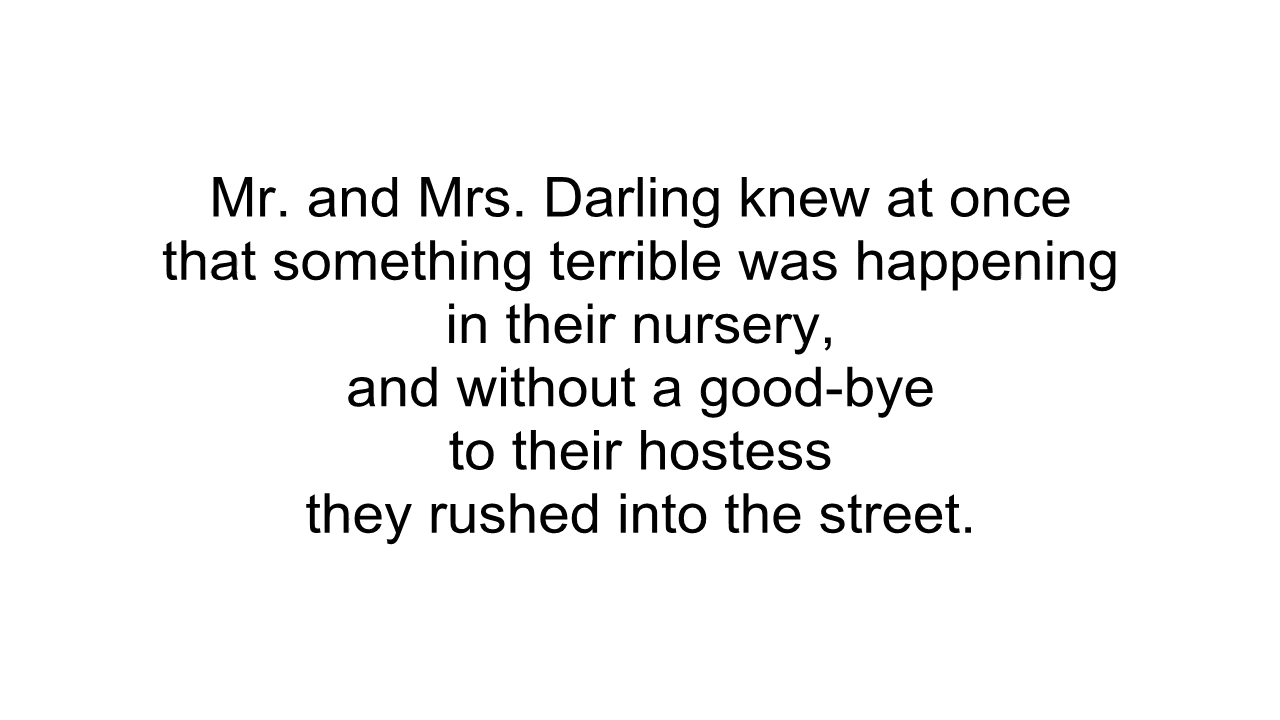 Mr. and Mrs. Darling knew at once
that something terrible was happening
in their nursery,
and without a good-bye
to their hostess
they rushed into the street.